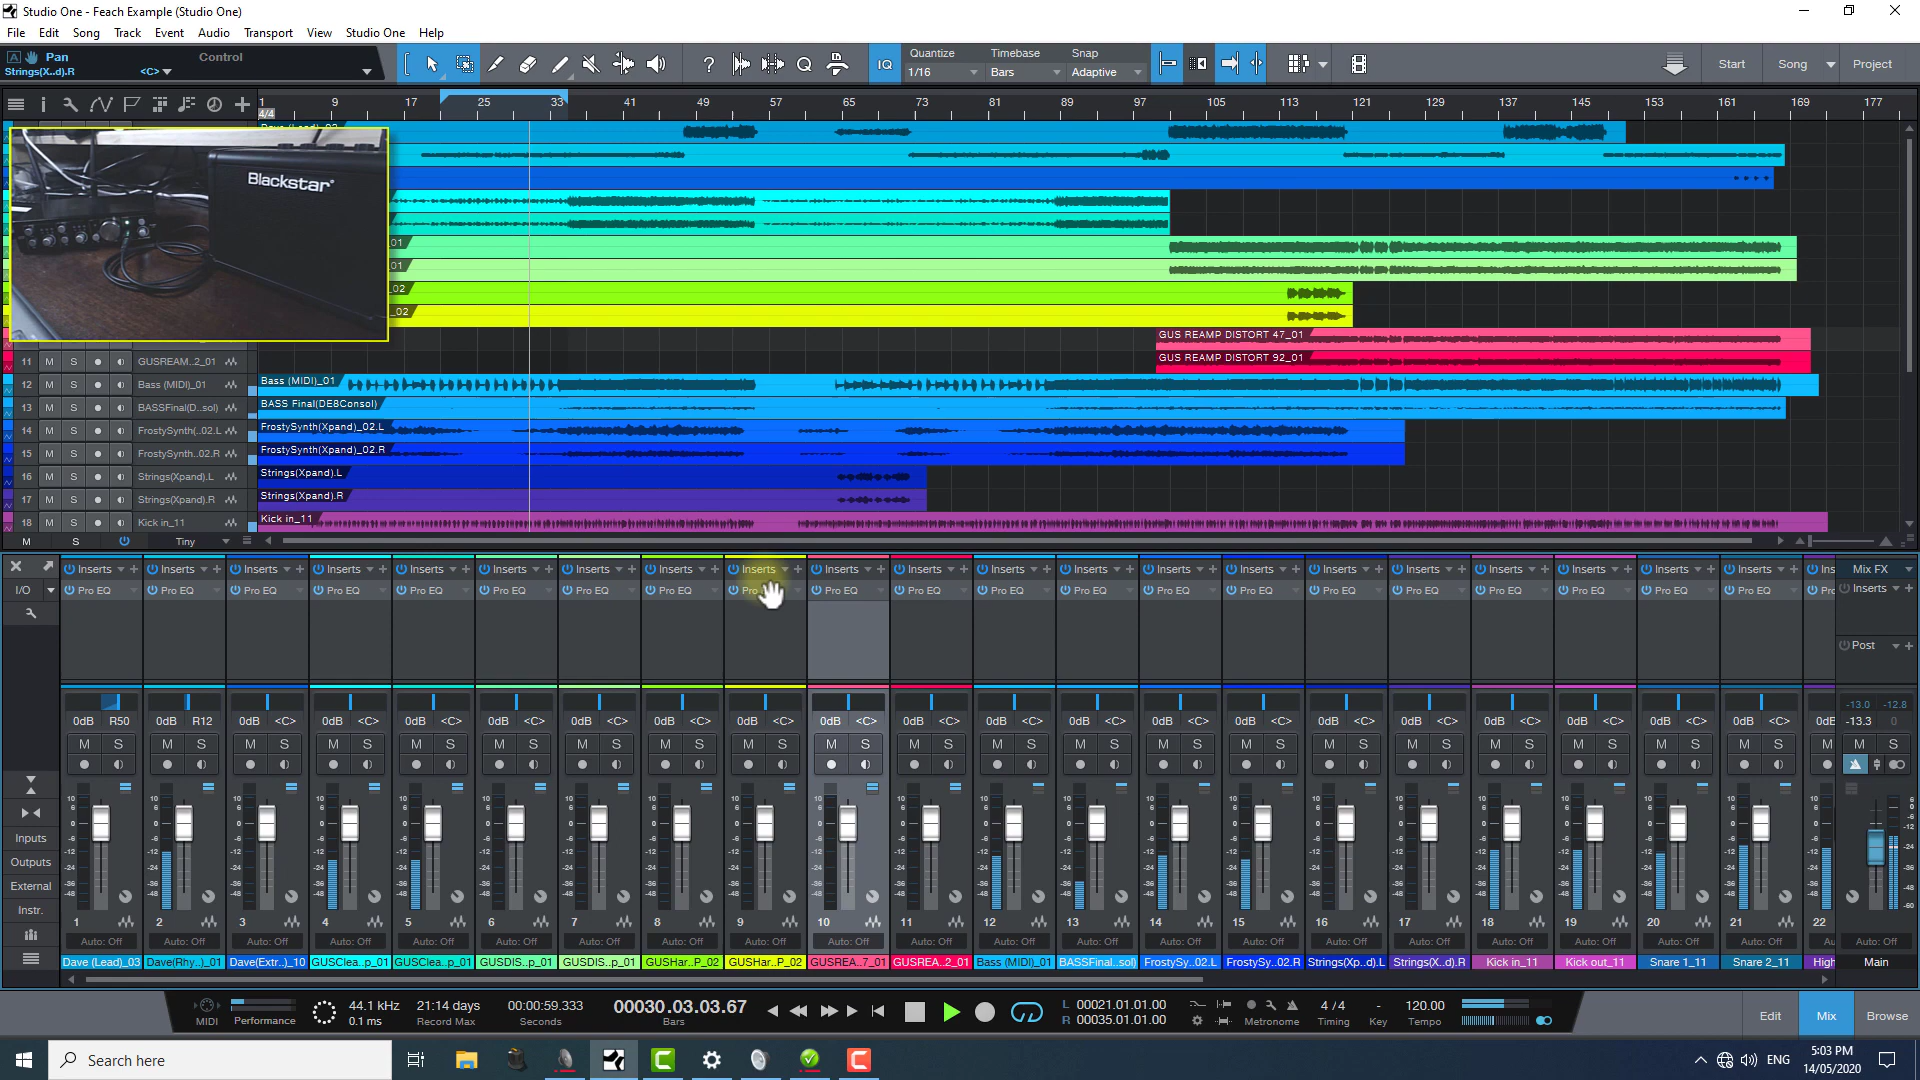 Studio One - Feach Example (Studio One)
File Edit Song Track Event Audio Transport View Studio One Help
Pan
Control
Strings(X..d).R
<C>
IQ
Quantize
1/16
Timebase
Bars
Snap
Adaptive
Start
Song
Project
1 9 17 25 33 41 49 57 65 73 81 89 97 105 113 121 129 137 145 153 161 169 177
4/4
Blackstar
_01
_01
_02
_02
GUS REAMP DISTORT 47_01
11 M S GUSREAM..2_01 GUS REAMP DISTORT 92_01
12 M S Bass (MIDI)_01 Bass (MIDI)_01
13 M S BASSFinal(D..sol) BASS Final(DE8Consol)
14 M S FrostySynth(..02.L FrostySynth(Xpand)_02.L
15 M S FrostySynth..02.R FrostySynth(Xpand)_02.R
16 M S Strings(Xpand).L Strings(Xpand).L
17 M S Strings(Xpand).R Strings(Xpand).R
18 M S Kick in_11 Kick in_11
M S Tiny
Inserts Inserts Inserts Inserts Inserts Inserts Inserts Inserts Inserts Inserts Inserts Inserts Inserts Inserts Inserts Inserts Inserts Inserts Inserts Inserts Inserts Ins Mix FX
I/O Pro EQ Pro EQ Pro EQ Pro EQ Pro EQ Pro EQ Pro EQ Pro EQ Pro Pro EQ Pro EQ Pro EQ Pro EQ Pro EQ Pro EQ Pro EQ Pro EQ Pro EQ Pro EQ Pro EQ Pro EQ Pro Inserts
Post
-13.0 -12.8
0dB R50 0dB R12 0dB <C> 0dB <C> 0dB <C> 0dB <C> 0dB <C> 0dB <C> 0dB <C> 0dB <C> 0dB <C> 0dB <C> 0dB <C> 0dB <C> 0dB <C> 0dB <C> 0dB <C> 0dB <C> 0dB <C> 0dB <C> 0dB <C> 0dB -13.3 0
M S M S M S M S M S M S M S M S M S M S M S M S M S M S M S M S M S M S M S M S M S M M S
Inputs
Outputs
External
Instr.
1 2 3 4 5 6 7 8 9 10 11 12 13 14 15 16 17 18 19 20 21 22
Auto: Off Auto: Off Auto: Off Auto: Off Auto: Off Auto: Off Auto: Off Auto: Off Auto: Off Auto: Off Auto: Off Auto: Off Auto: Off Auto: Off Auto: Off Auto: Off Auto: Off Auto: Off Auto: Off Auto: Off Auto: Off Au Auto: Off
Dave (Lead)_03 Dave(Rhy..)_01 Dave(Extr..)_10 GUSClea..p_01 GUSClea..p_01 GUSDIS..p_01 GUSDIS..p_01 GUSHar..P_02 GUSHar..P_02 GUSREA..7_01 GUSREA..2_01 Bass (MIDI)_01 BASSFinal..sol) FrostySy..02.L FrostySy..02.R Strings(Xp..d).L Strings(X..d).R Kick in_11 Kick out_11 Snare 1_11 Snare 2_11 High Main
MIDI
Performance
44.1 kHz
0.1 ms
21:14 days
Record Max
00:00:59.333
Seconds
00030.03.03.67
Bars
L 00021.01.01.00
R 00035.01.01.00
Metronome
4 / 4
Timing
-
Key
120.00
Tempo
Edit
Mix
Browse
Search here
ENG
5:03 PM
14/05/2020